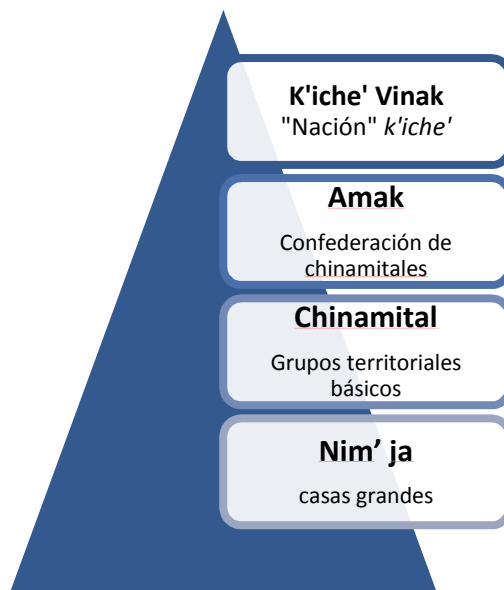 K'iche' Vinak
"Nación" k'iche'
Amak
Confederación de
chinamitales
Chinamital
Grupos territoriales
básicos
Nim’ ja
casas grandes